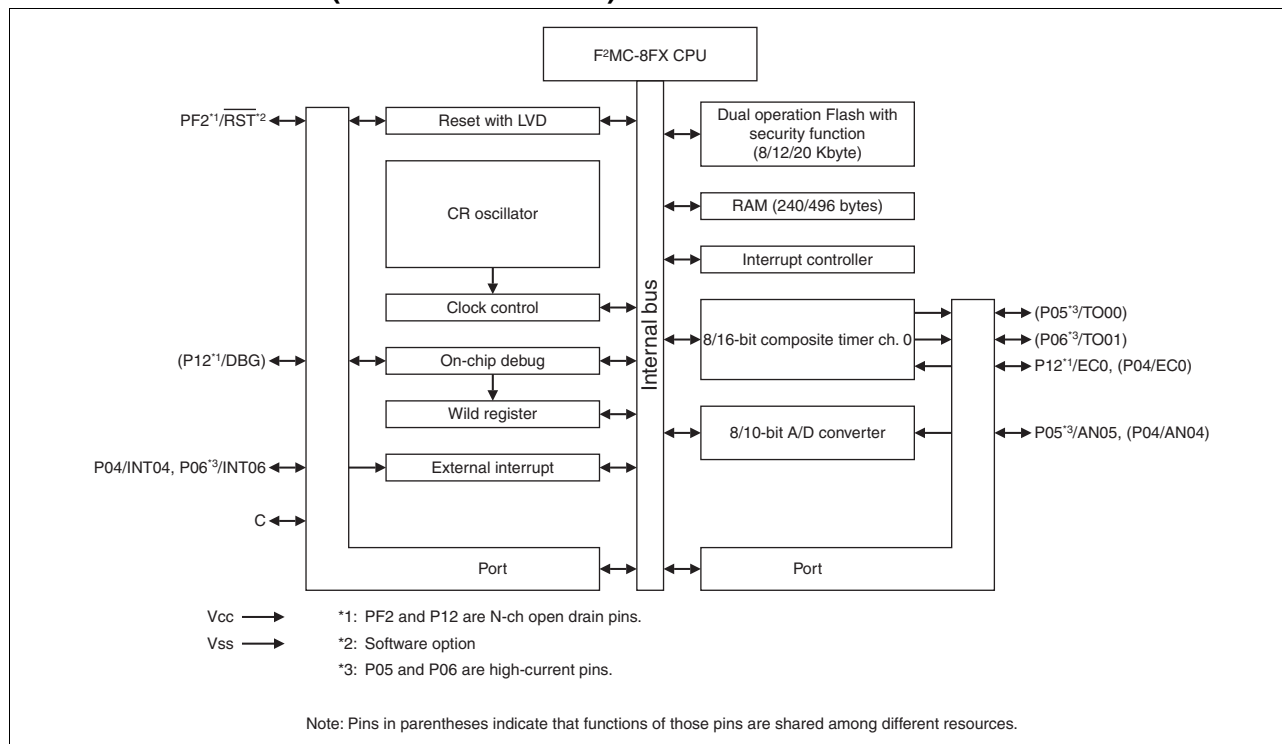 F²MC-8FX CPU
PF2*1/RST*2
Reset with LVD
Dual operation Flash with
security function
(8/12/20 Kbyte)
CR oscillator
RAM (240/496 bytes)
Interrupt controller
Clock control
Internal bus
8/16-bit composite timer ch. 0
(P05*3/TO00)
(P06*3/TO01)
P12*1/EC0, (P04/EC0)
(P12*1/DBG)
On-chip debug
Wild register
8/10-bit A/D converter
P05*3/AN05, (P04/AN04)
P04/INT04, P06*3/INT06
External interrupt
C
Port
Port
Vcc
*1: PF2 and P12 are N-ch open drain pins.
Vss
*2: Software option
*3: P05 and P06 are high-current pins.
Note: Pins in parentheses indicate that functions of those pins are shared among different resources.